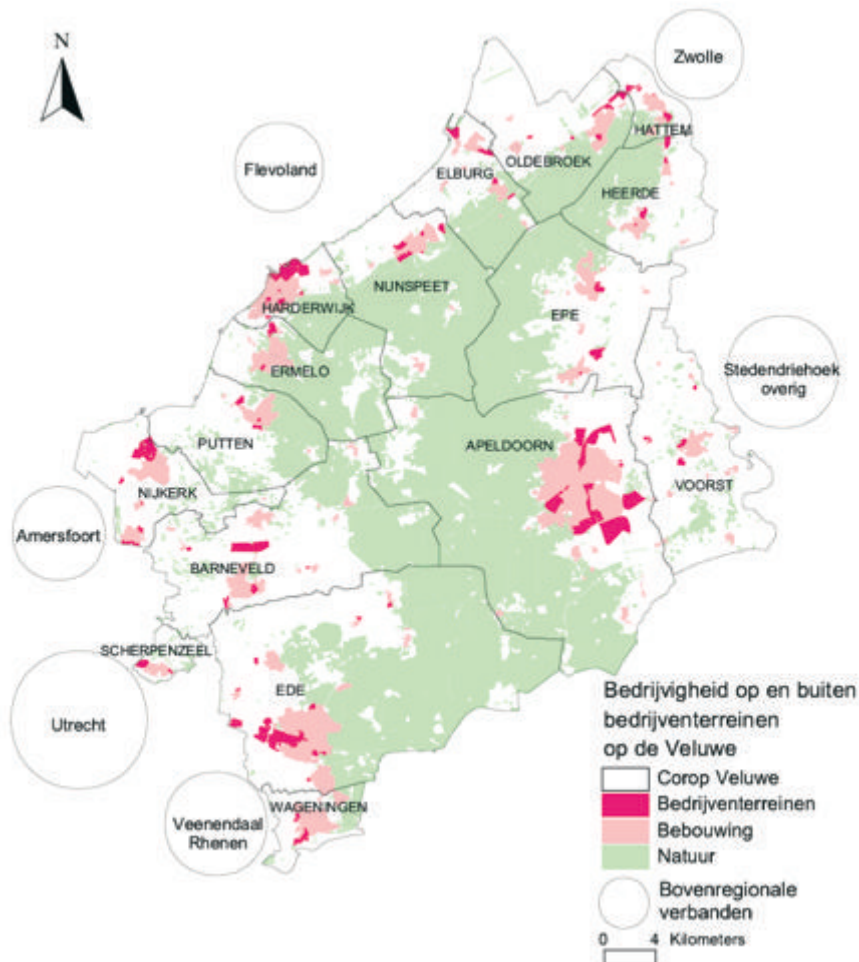 N
Zwolle
Flevoland
HATTEM
OLDEBROEK
ELBURG
HEERDE
NUNSPEET
HARDERWIJK
EPE
ERMELO
Stedendriehoek
overig
PUTTEN
APELDOORN
NIJKERK
VOORST
Amersfoort
BARNEVELD
SCHERPENZEEL
EDE
Utrecht
WAGENINGEN
Veenendaal
Rhenen
Bedrijvigheid op en buiten
bedrijventerreinen
op de Veluwe
Corop Veluwe
Bedrijventerreinen
Bebouwing
Natuur
Bovenregionale
verbanden
0 4 Kilometers